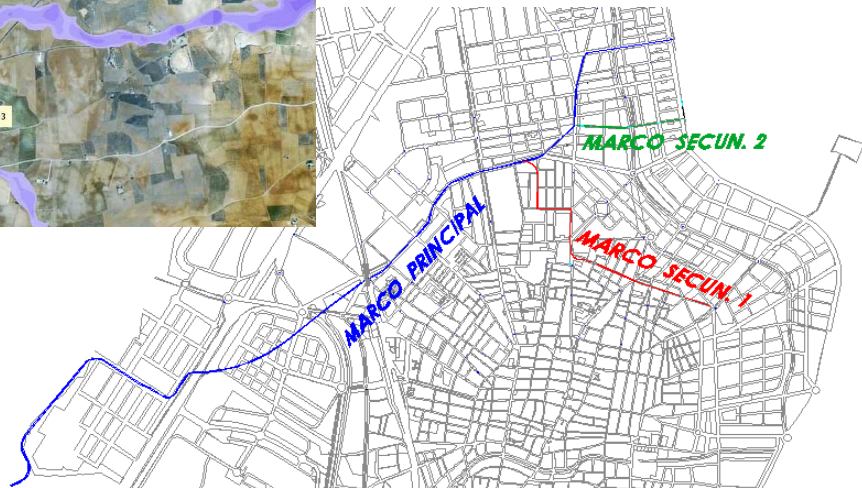 3
MARCO SECUN. 2
MARCO PRINCIPAL
MARCO SECUN. 1